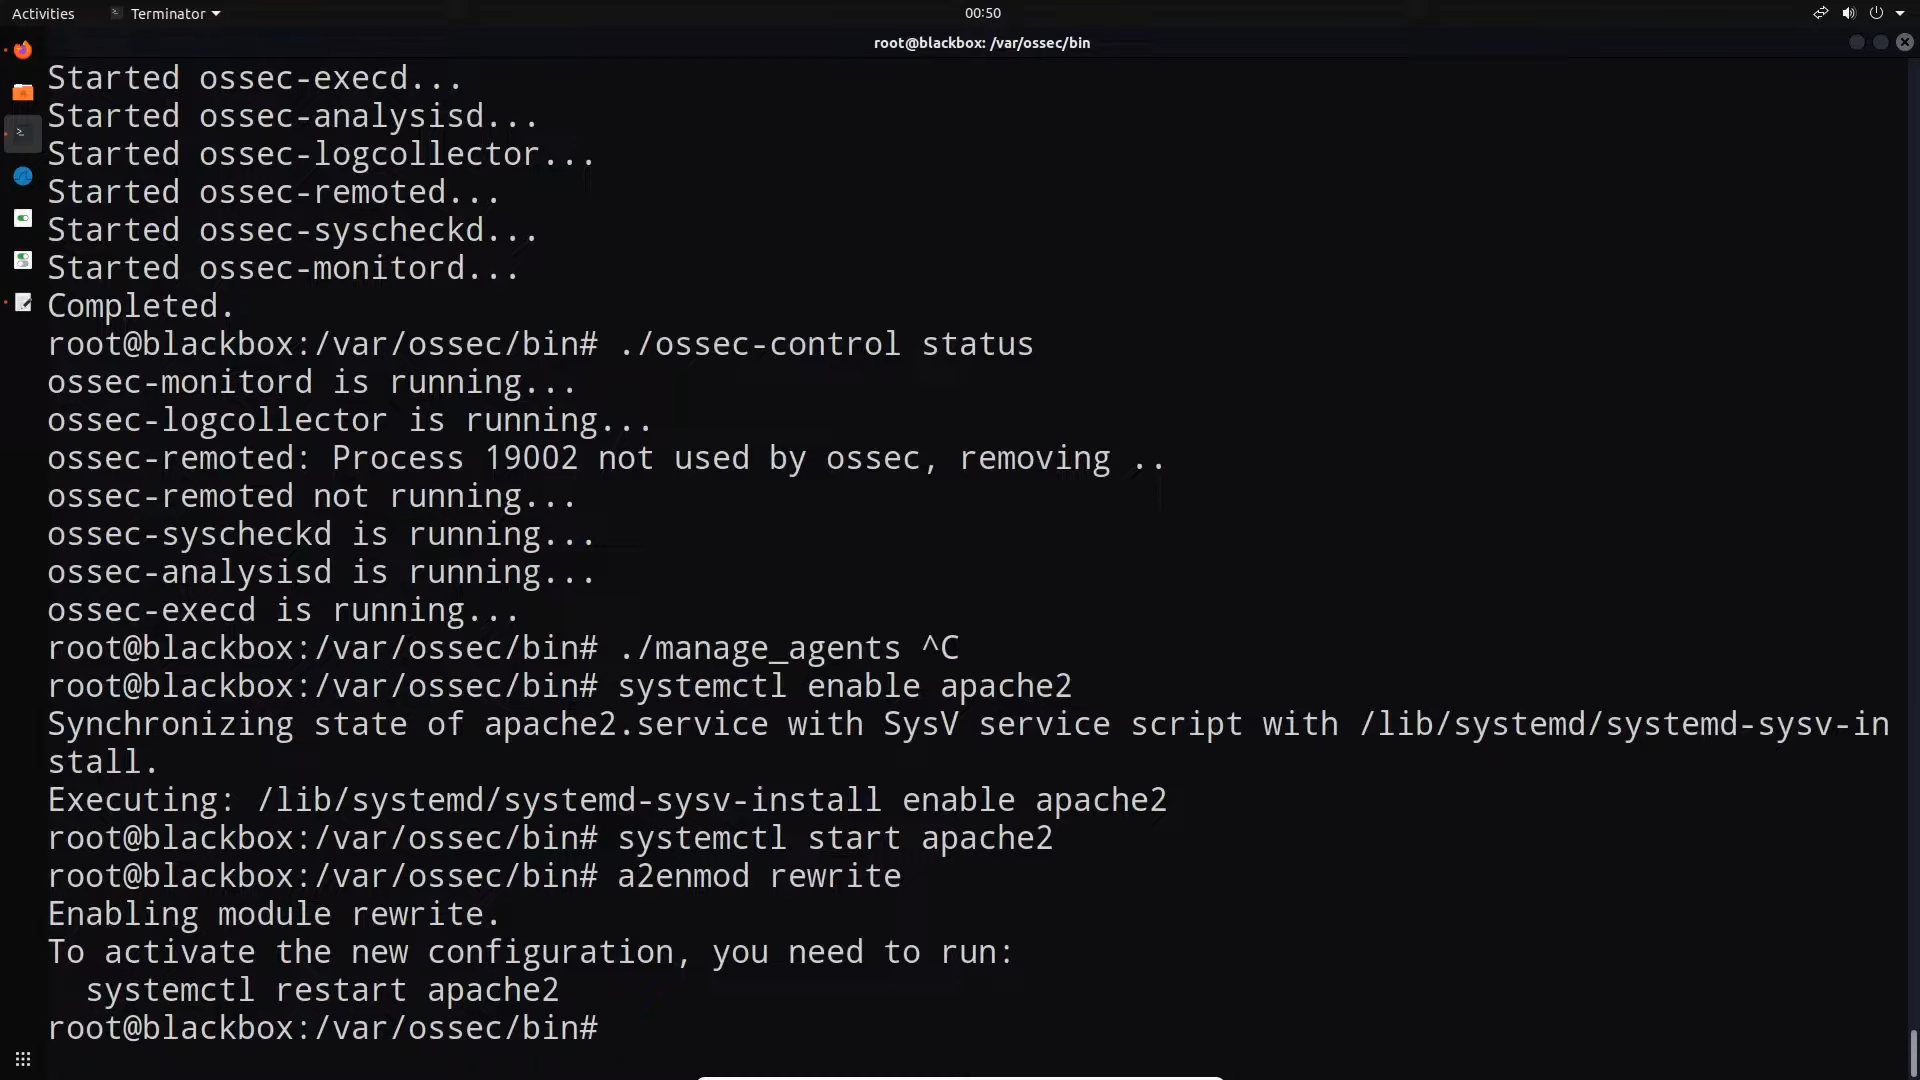 Activities
Terminator
00:50
root@blackbox: /var/ossec/bin
Started ossec-execd...
Started ossec-analysisd...
Started ossec-logcollector...
Started ossec-remoted...
Started ossec-syscheckd...
Started ossec-monitord...
Completed.
root@blackbox:/var/ossec/bin# ./ossec-control status
ossec-monitord is running...
ossec-logcollector is running...
ossec-remoted: Process 19002 not used by ossec, removing ..
ossec-remoted not running...
ossec-syscheckd is running...
ossec-analysisd is running...
ossec-execd is running...
root@blackbox:/var/ossec/bin# ./manage_agents ^C
root@blackbox:/var/ossec/bin# systemctl enable apache2
Synchronizing state of apache2.service with SysV service script with /lib/systemd/systemd-sysv-in
stall.
Executing: /lib/systemd/systemd-sysv-install enable apache2
root@blackbox:/var/ossec/bin# systemctl start apache2
root@blackbox:/var/ossec/bin# a2enmod rewrite
Enabling module rewrite.
To activate the new configuration, you need to run:
  systemctl restart apache2
root@blackbox:/var/ossec/bin#